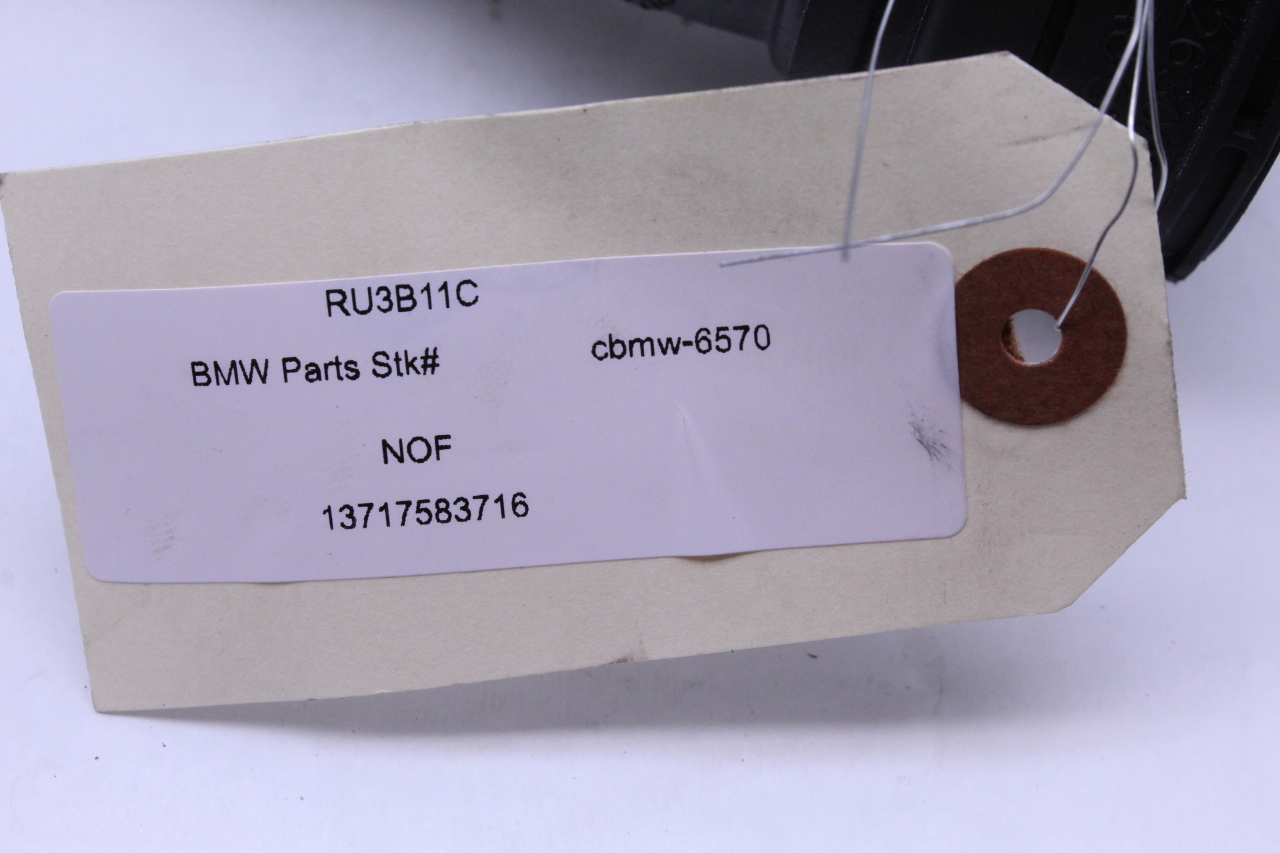 RU3B11C
BMW Parts Stk# cbmw-6570
NOF
13717583716